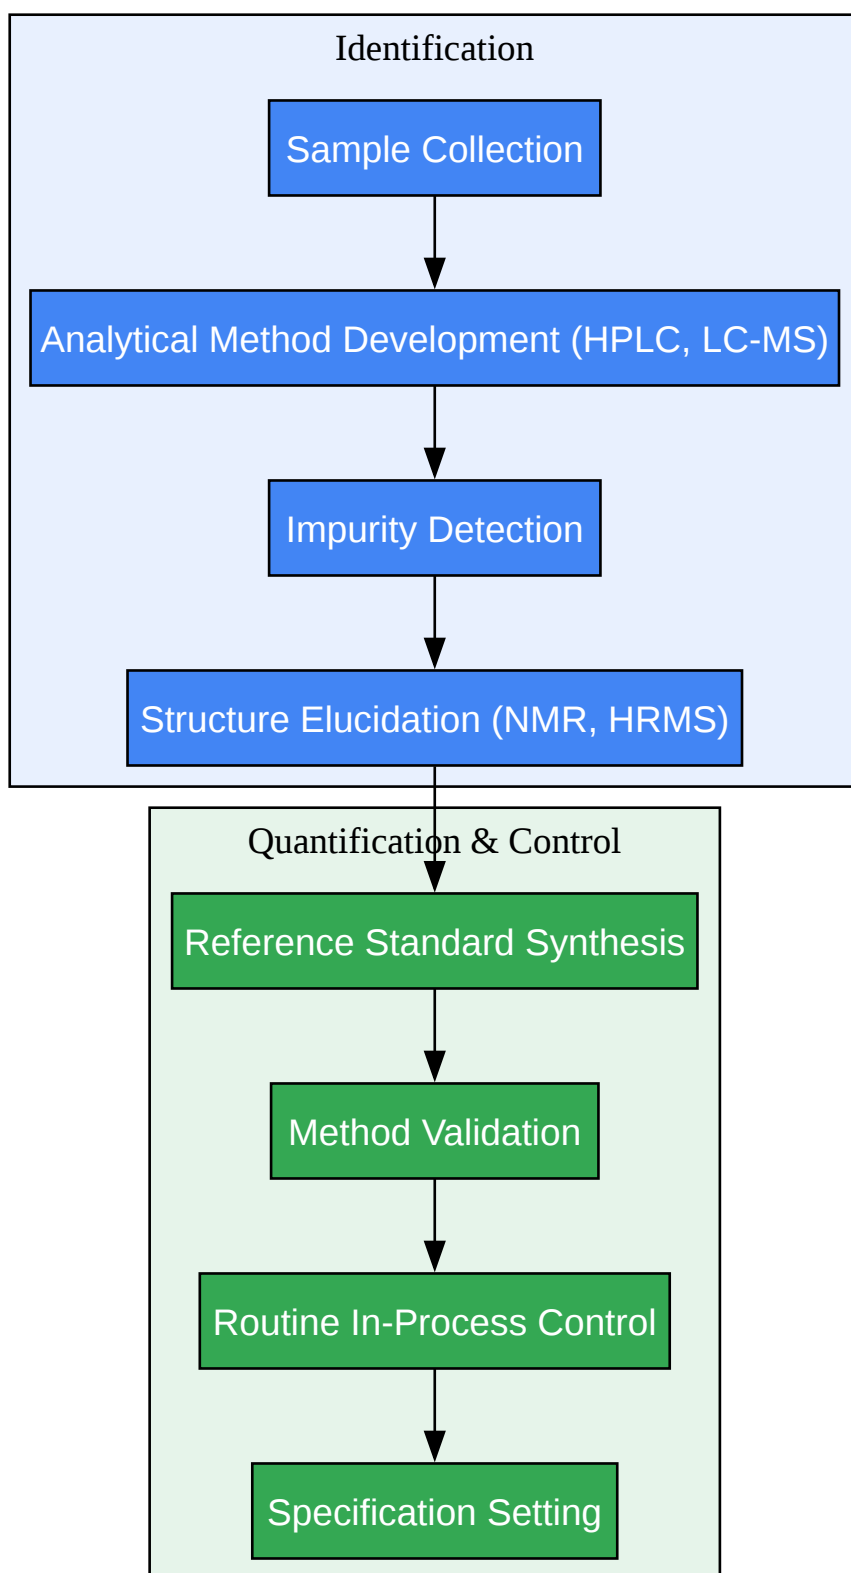 Identification
Sample Collection
Analytical Method Development (HPLC, LC-MS)
Impurity Detection
Structure Elucidation (NMR, HRMS)
Quantification & Control
Reference Standard Synthesis
Method Validation
Routine In-Process Control
Specification Setting